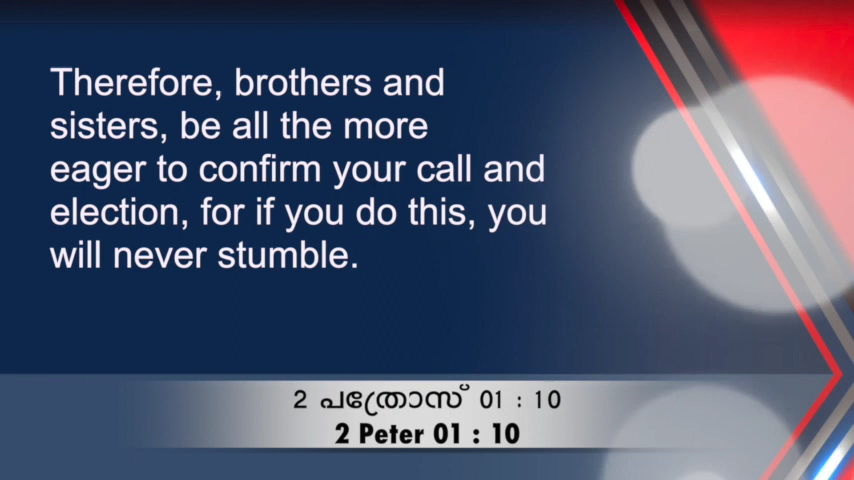 Therefore, brothers and
sisters, be all the more
eager to confirm your call and
election, for if you do this, you
will never stumble.
2 പത്രോസ് 01 : 10
2 Peter 01 : 10